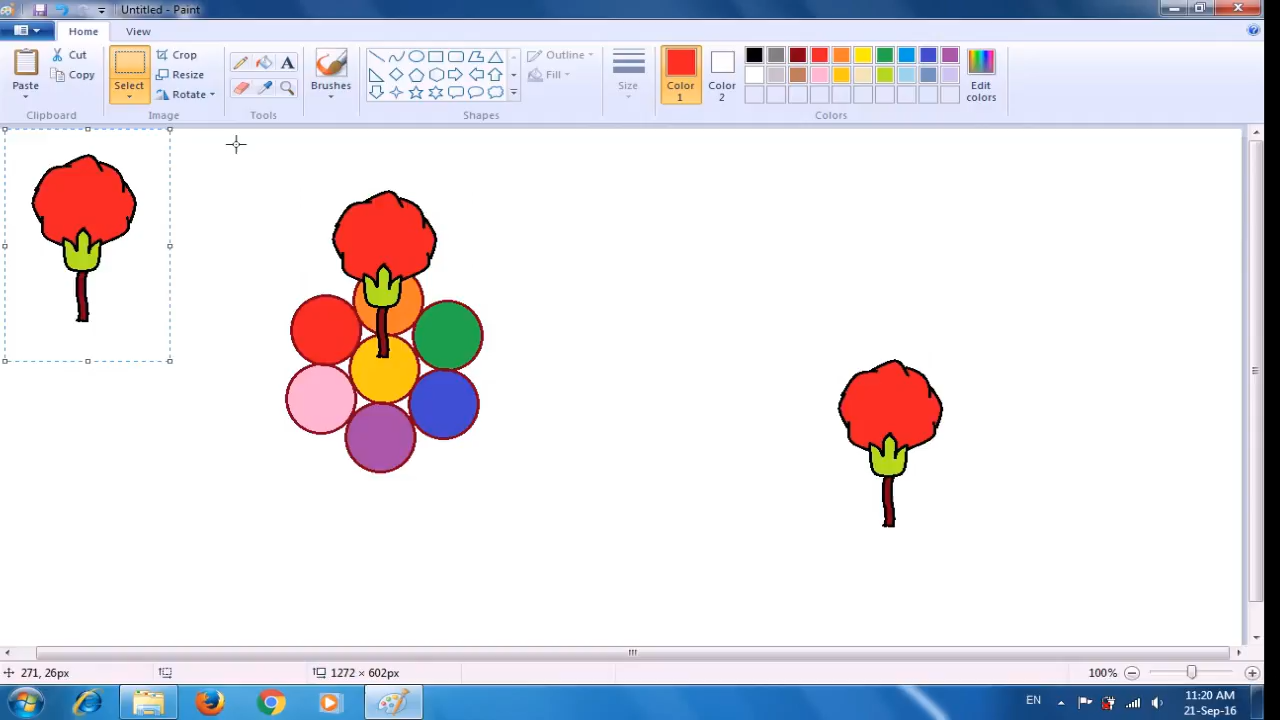 Untitled - Paint
Home View
Paste
Cut
Copy
Clipboard
Select
Crop
Resize
Rotate
Image
A
Tools
Brushes
Shapes
Outline
Fill
Size
Color 1
Color 2
Edit colors
Colors
271, 26px
1272 × 602px
100%
EN
11:20 AM
21-Sep-16